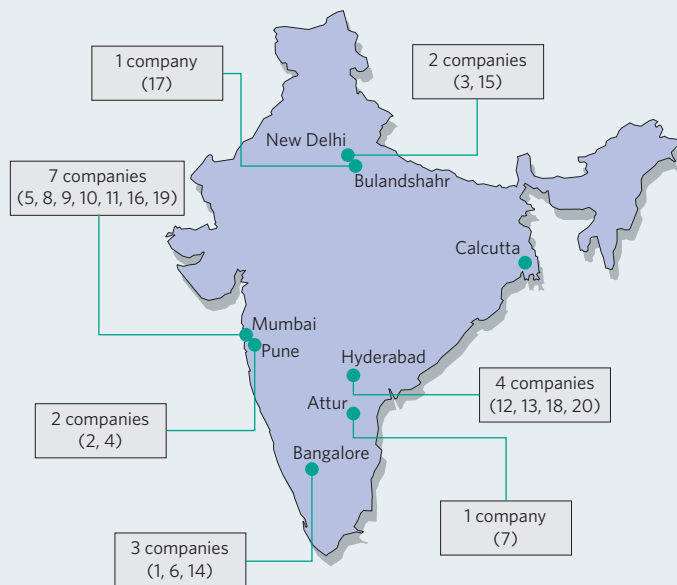 1 company
(17)
2 companies
(3, 15)
New Delhi
Bulandshahr
7 companies
(5, 8, 9, 10, 11, 16, 19)
Calcutta
Mumbai
Pune
Hyderabad
4 companies
(12, 13, 18, 20)
Attur
2 companies
(2, 4)
Bangalore
1 company
(7)
3 companies
(1, 6, 14)